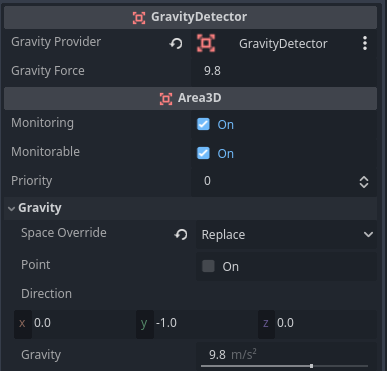 GravityDetector
Gravity Provider GravityDetector
Gravity Force 9.8
Area3D
Monitoring On
Monitorable On
Priority 0
Gravity
Space Override Replace
Point On
Direction
x 0.0 y -1.0 z 0.0
Gravity 9.8 m/s²